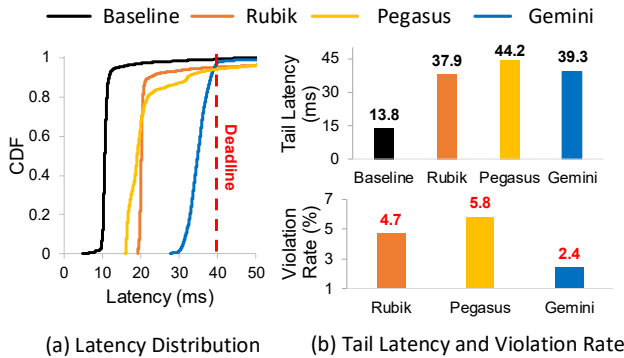 Baseline Rubik Pegasus Gemini
CDF
1
0.8
0.6
0.4
0.2
0
0 10 20 30 40 50
Latency (ms)
Deadline
(a) Latency Distribution
Tail Latency
(ms)
45
30
15
0
13.8
37.9
44.2
39.3
Baseline Rubik Pegasus Gemini
Violation
Rate (%)
7
5
3
1
4.7
5.8
2.4
Rubik Pegasus Gemini
(b) Tail Latency and Violation Rate